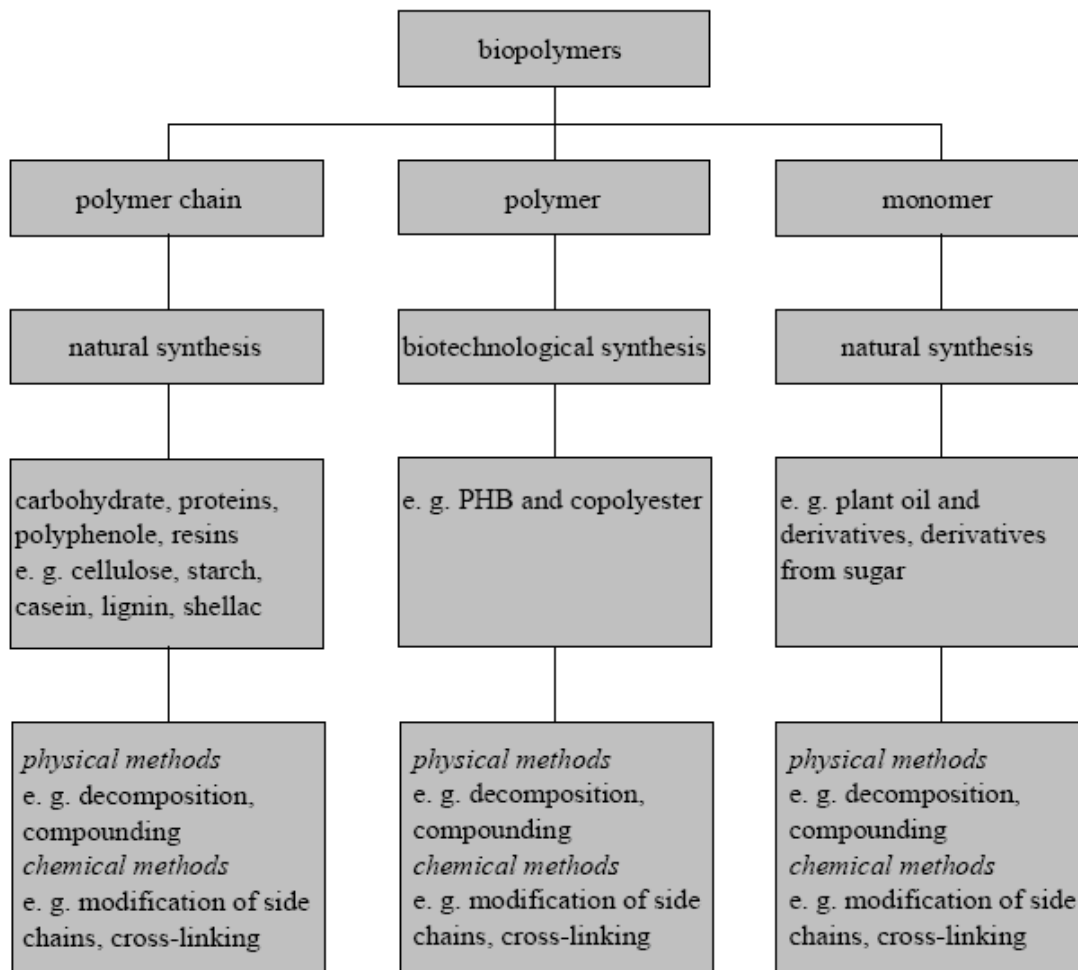 biopolymers
polymer chain
polymer
monomer
natural synthesis
biotechnological synthesis
natural synthesis
carbohydrate, proteins,
polyphenole, resins
e. g. cellulose, starch,
casein, lignin, shellac
e. g. PHB and copolyester
e. g. plant oil and
derivatives, derivatives
from sugar
physical methods
e. g. decomposition,
compounding
chemical methods
e. g. modification of side
chains, cross-linking
physical methods
e. g. decomposition,
compounding
chemical methods
e. g. modification of side
chains, cross-linking
physical methods
e. g. decomposition,
compounding
chemical methods
e. g. modification of side
chains, cross-linking